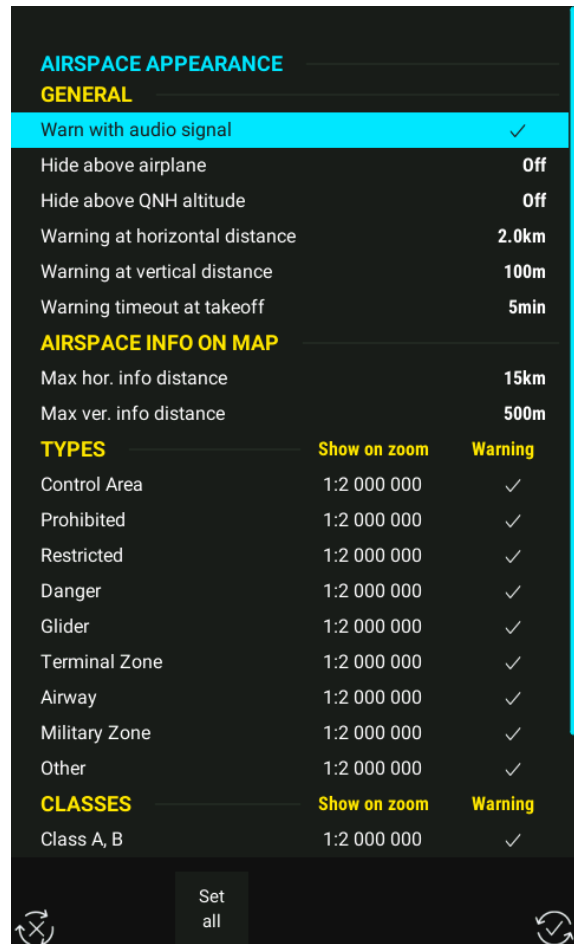 AIRSPACE APPEARANCE
GENERAL
Warn with audio signal ✓
Hide above airplane Off
Hide above QNH altitude Off
Warning at horizontal distance 2.0km
Warning at vertical distance 100m
Warning timeout at takeoff 5min
AIRSPACE INFO ON MAP
Max hor. info distance 15km
Max ver. info distance 500m
TYPES Show on zoom Warning
Control Area 1:2 000 000 ✓
Prohibited 1:2 000 000 ✓
Restricted 1:2 000 000 ✓
Danger 1:2 000 000 ✓
Glider 1:2 000 000 ✓
Terminal Zone 1:2 000 000 ✓
Airway 1:2 000 000 ✓
Military Zone 1:2 000 000 ✓
Other 1:2 000 000 ✓
CLASSES Show on zoom Warning
Class A, B 1:2 000 000 ✓
Set
all